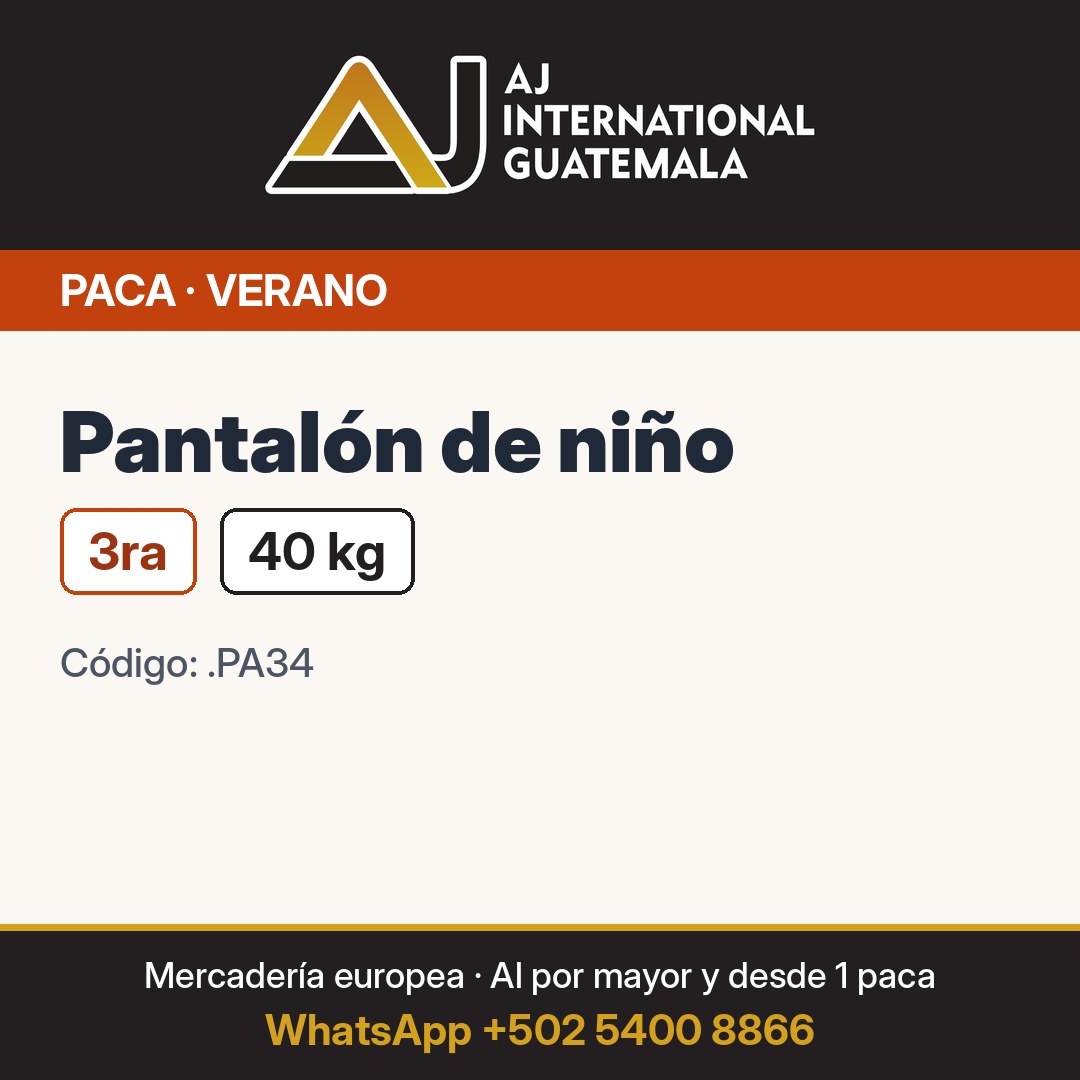 AJ
AJ
INTERNATIONAL
GUATEMALA
PACA · VERANO
Pantalón de niño
3ra
40 kg
Código: .PA34
Mercadería europea · Al por mayor y desde 1 paca
WhatsApp +502 5400 8866